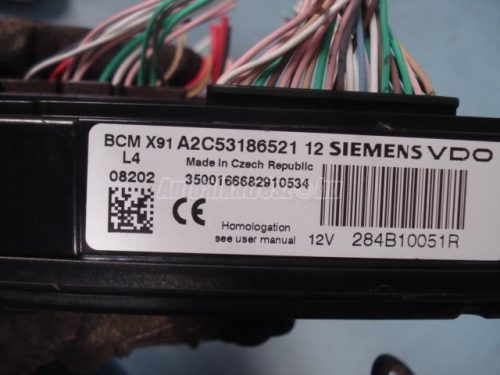 BCM X91 A2C53186521 12 SIEMENS VDO
L4
Made in Czech Republic
08202
3500166682910534
CE
Homologation
see user manual
12V
284B10051R